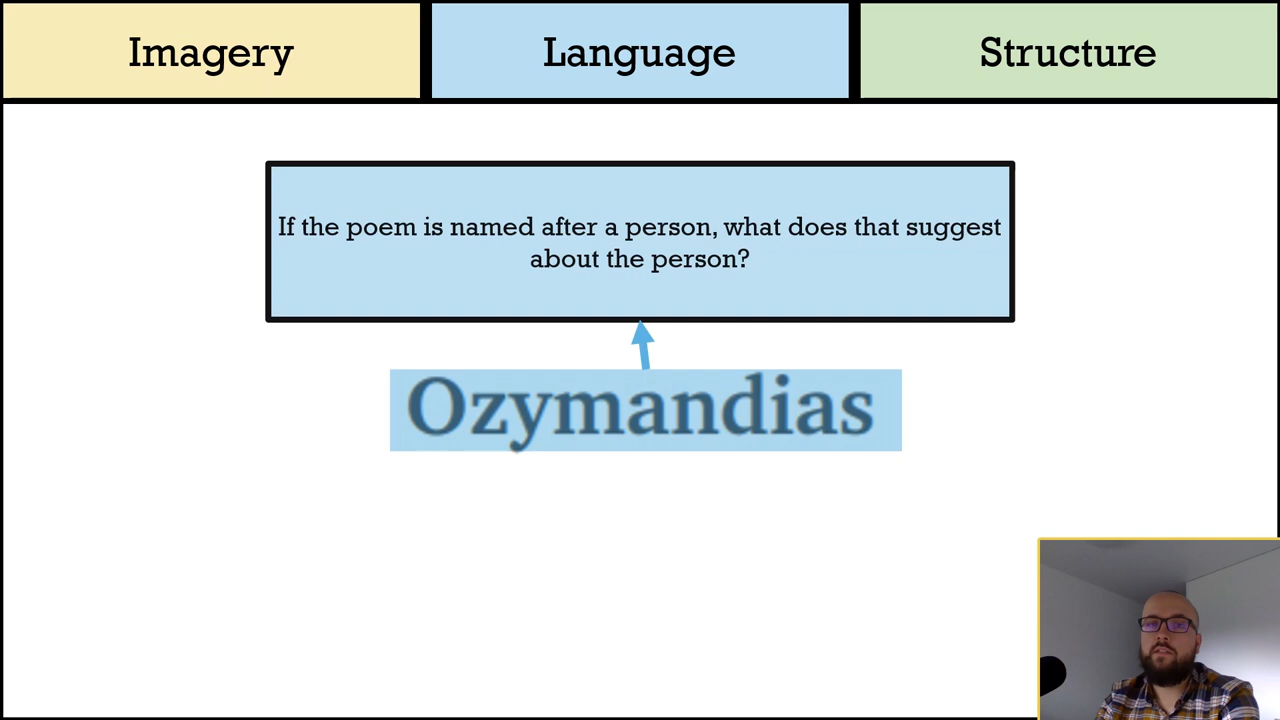 Imagery
Language
Structure
If the poem is named after a person, what does that suggest
about the person?
Ozymandias